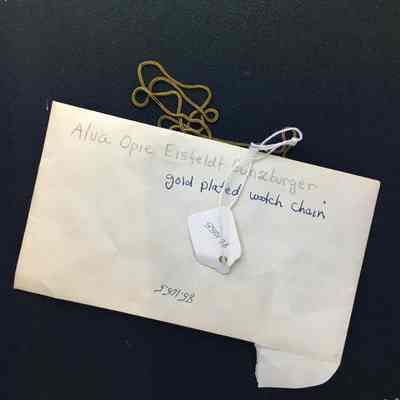 Alva Opie Eisfeldt Gunzburger
gold plated watch chain